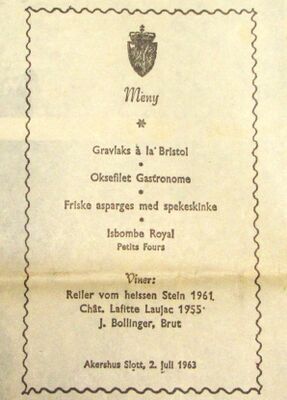 Meny
Gravlaks à la' Bristol
Oksefilet Gastronome
Friske asparges med spekeskinke
Isbombe Royal
Petits Fours
Viner:
Reiler vom heissen Stein 1961,
Chât. Lafitte Laujac 1955
J. Bollinger, Brut
Akershus Slott, 2. juli 1963